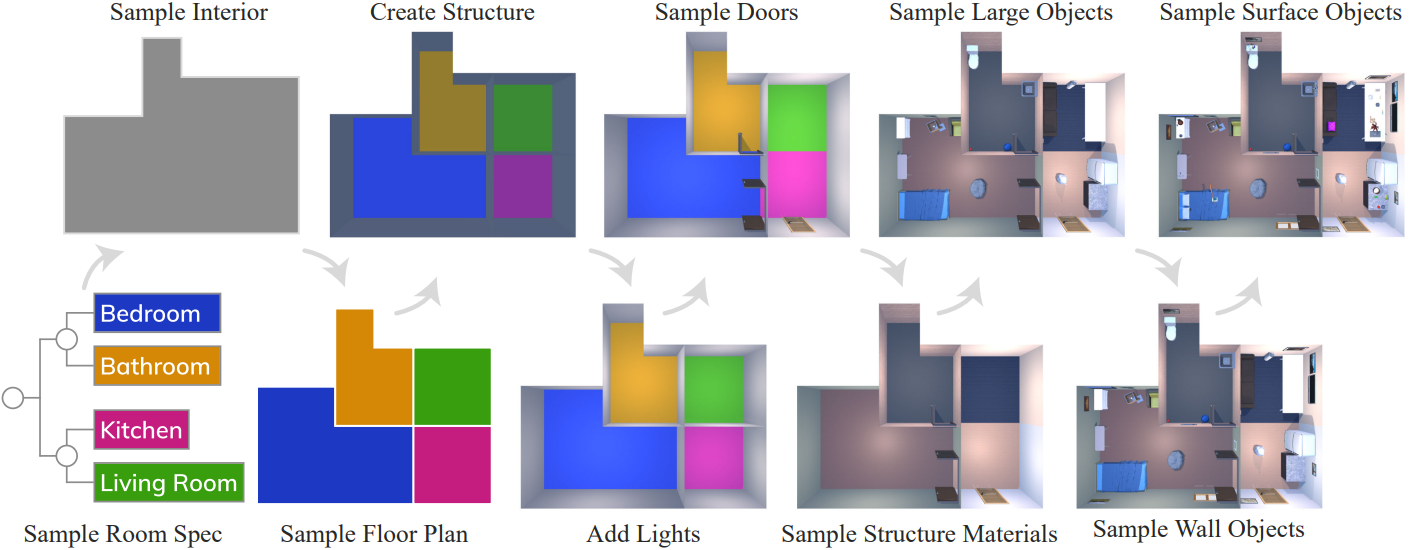 Sample Interior
Create Structure
Sample Doors
Sample Large Objects
Sample Surface Objects
Bedroom
Bathroom
Kitchen
Living Room
Sample Room Spec
Sample Floor Plan
Add Lights
Sample Structure Materials
Sample Wall Objects